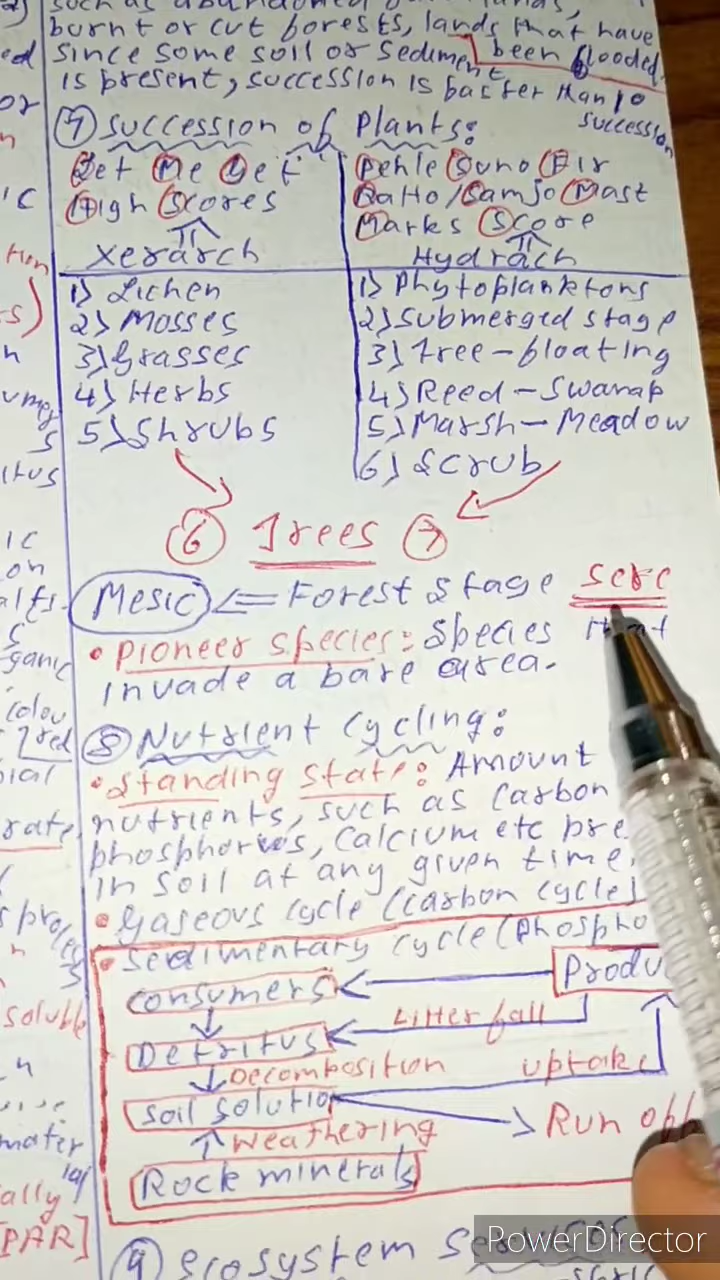 burnt or cut forests, lands that have
since some soil or sediment been flooded
is present, succession is faster than 1º
succession
7 Succession of Plants:
Let Me Get
High Scores
Pehle Suno Fir
Ratto/Samjo Mast
Marks Score
Xerarch
Hydrach
1) Lichen
2) Mosses
3) Grasses
4) Herbs
5) Shrubs
1) Phytoplanktons
2) Submerged stage
3) Free-floating
4) Reed-Swamp
5) Marsh-Meadow
6) Scrub
6 Trees 7
Mesic <= Forest Stage Sere
• Pioneer species: Species
invade a bare area.
8 Nutrient Cycling:
• Standing State: Amount
nutrients, such as carbon
phosphorus, calcium etc pre
in soil at any given time.
• Gaseous cycle (carbon cycle)
• Sedimentary cycle (Phospho
Consumers
Produ
Litter fall
Detritus
Decomposition
uptake
Soil solution
Run off
Weathering
Rock minerals
9 Ecosystem Services
PowerDirector